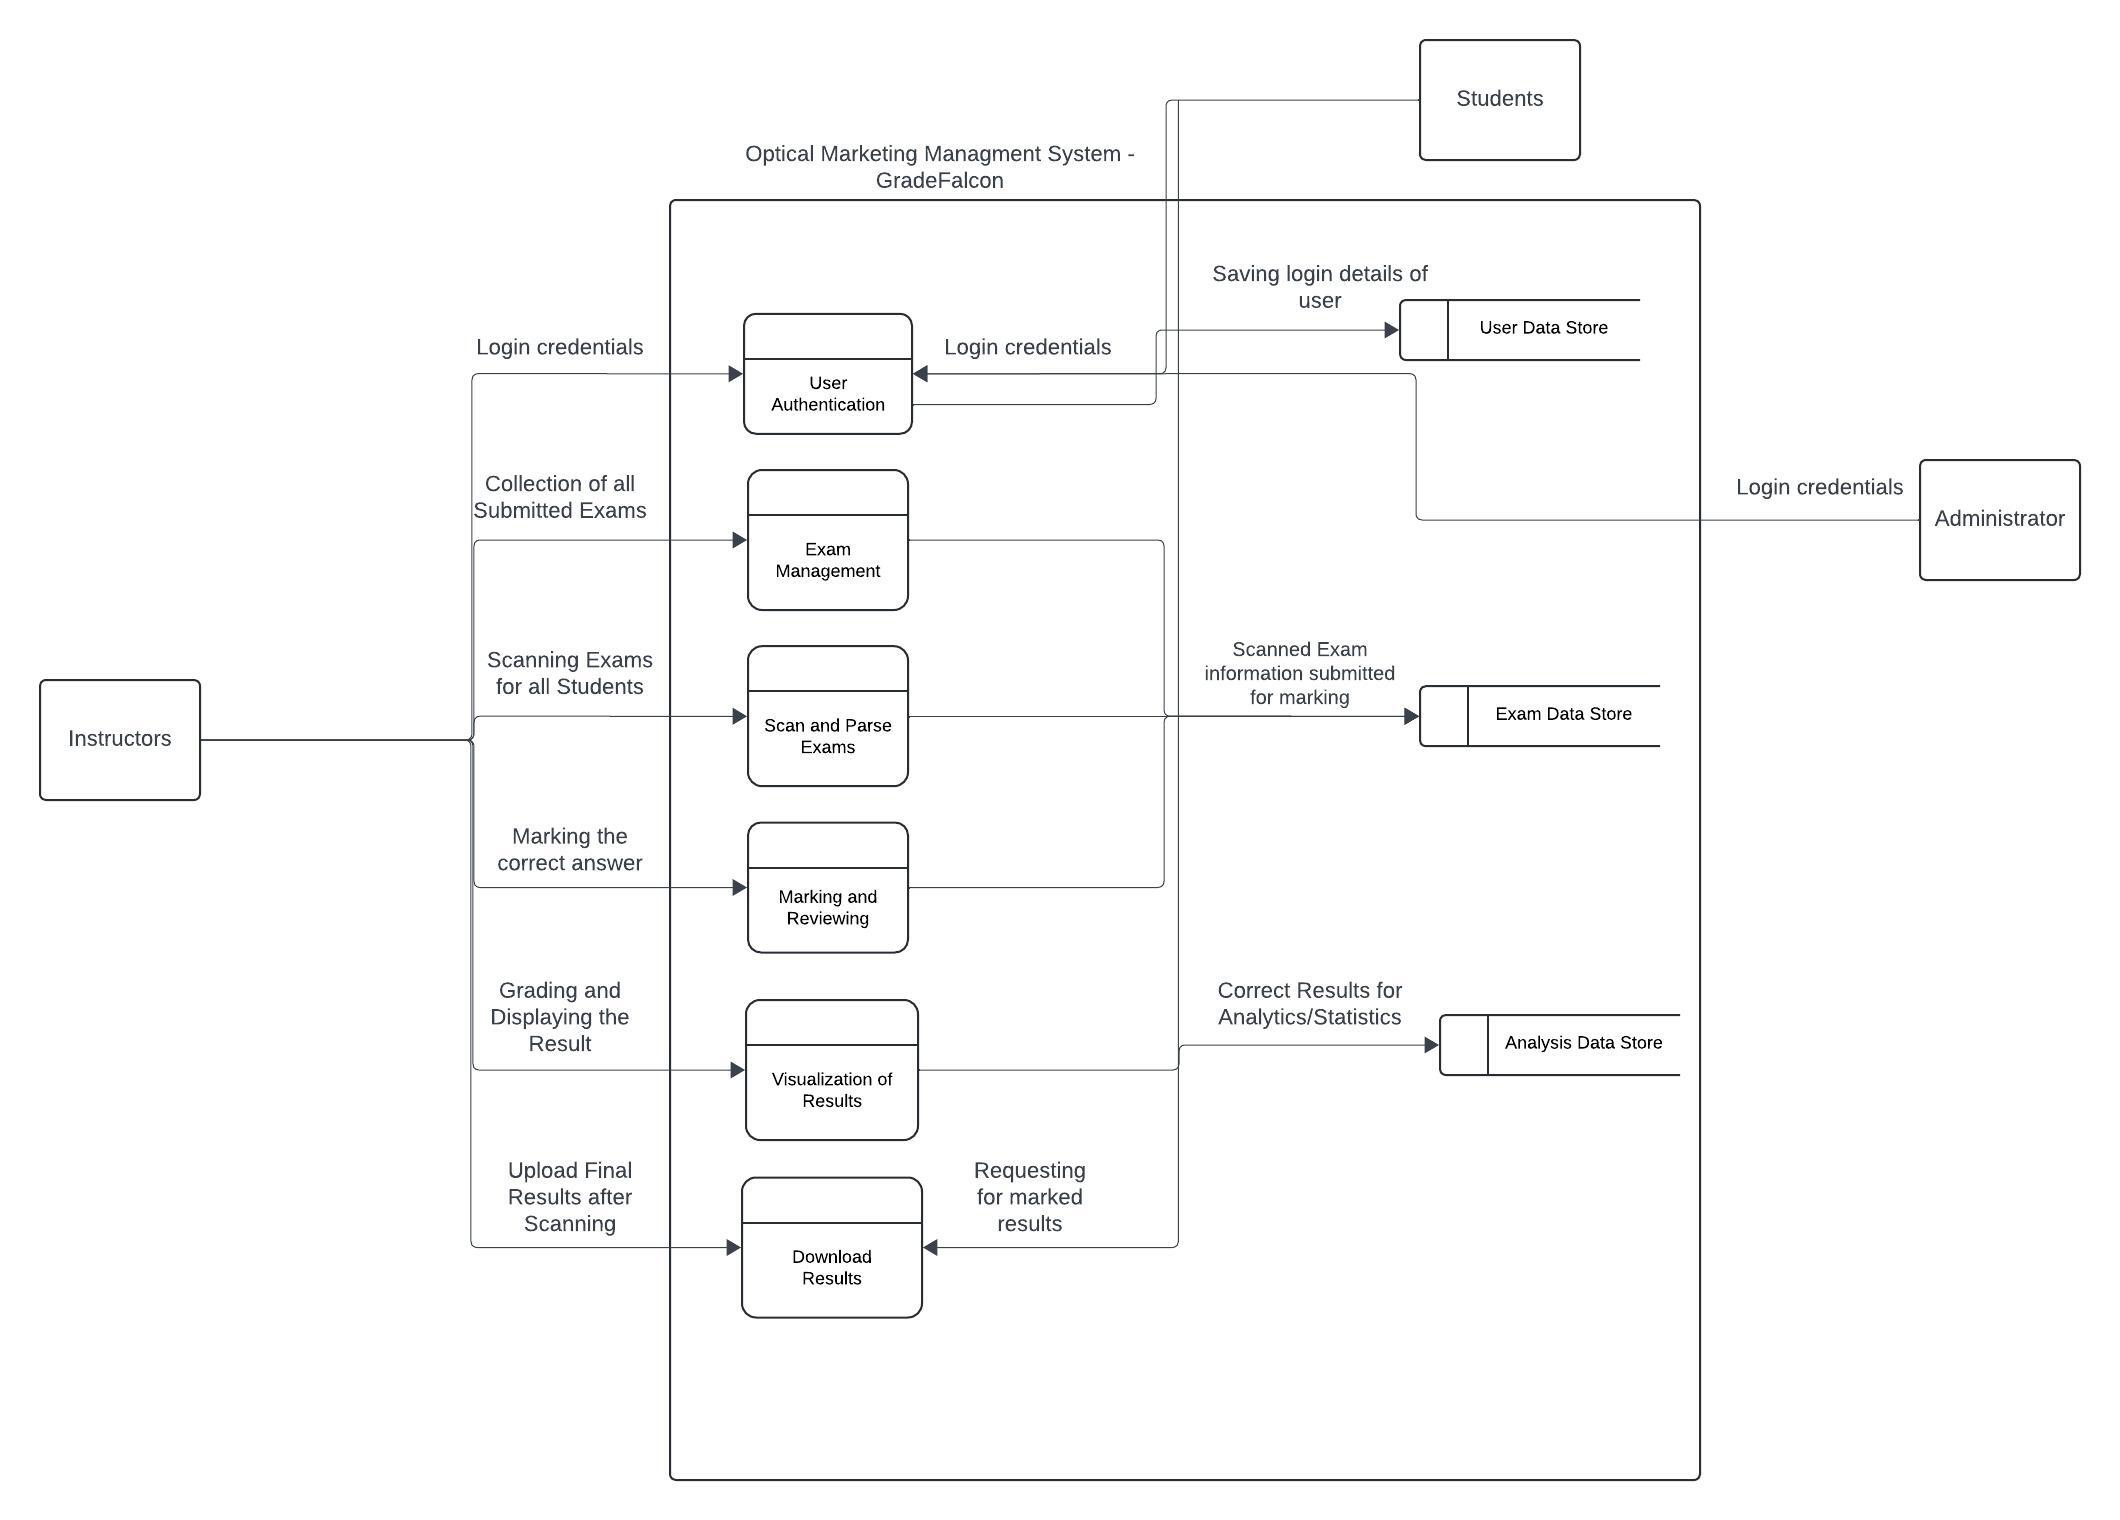 Students
Optical Marketing Managment System -
GradeFalcon
Saving login details of
user
User Data Store
Login credentials
Login credentials
User
Authentication
Collection of all
Submitted Exams
Login credentials
Administrator
Exam
Management
Scanning Exams
for all Students
Scanned Exam
information submitted
for marking
Instructors
Scan and Parse
Exams
Exam Data Store
Marking the
correct answer
Marking and
Reviewing
Grading and
Displaying the
Result
Correct Results for
Analytics/Statistics
Analysis Data Store
Visualization of
Results
Upload Final
Results after
Scanning
Requesting
for marked
results
Download
Results